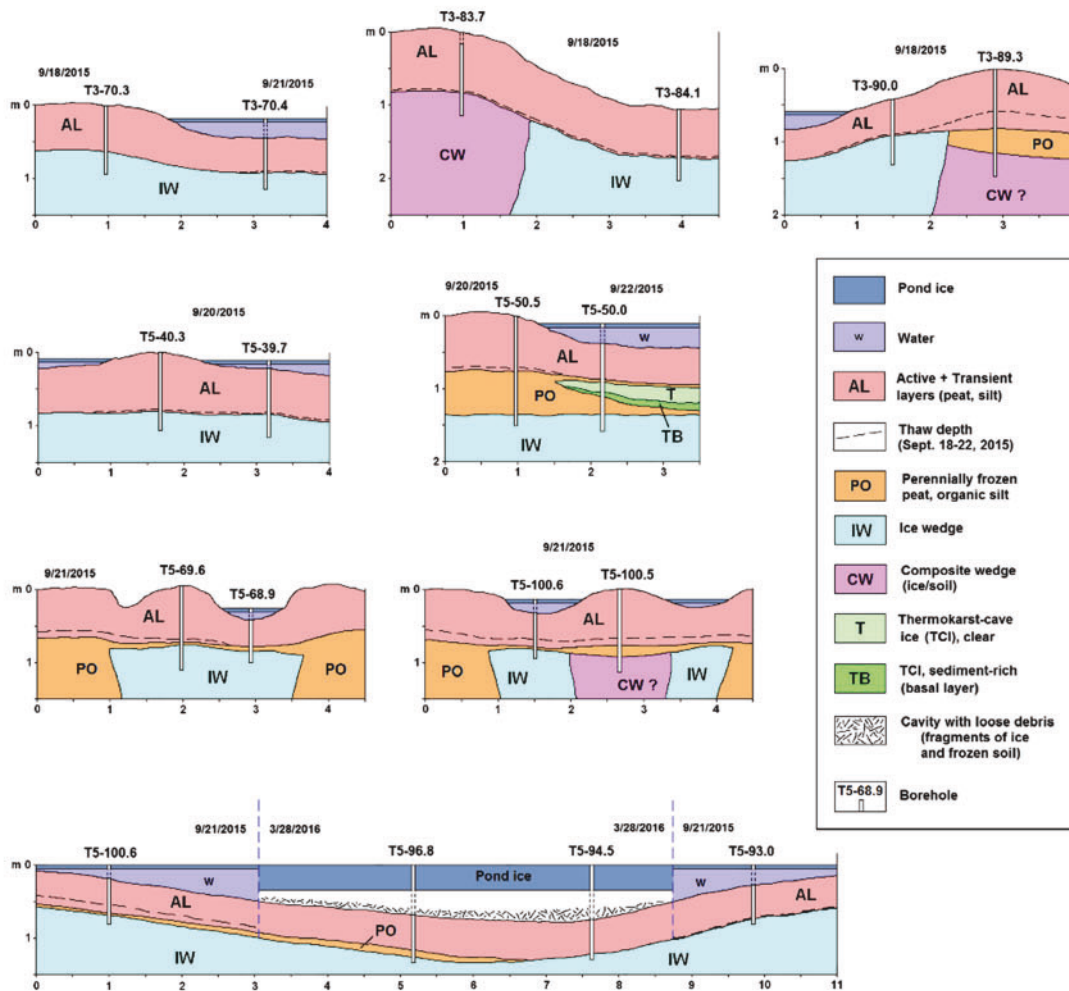 T3-83.7
m 0
AL
9/18/2015
T3-84.1
1
CW
IW
2
0 1 2 3 4
9/18/2015
9/21/2015
T3-70.3
T3-70.4
m 0
AL
1
IW
0 1 2 3 4
9/18/2015
T3-89.3
T3-90.0
m 0
AL
AL
1
PO
IW
CW ?
2
0 1 2 3
9/20/2015
T5-40.3
T5-39.7
m 0
AL
1
IW
0 1 2 3 4
9/20/2015
9/22/2015
T5-50.5
T5-50.0
m 0
W
AL
1
PO
T
TB
IW
2
0 1 2 3
9/21/2015
T5-69.6
T5-68.9
m 0
AL
1
PO
IW
PO
0 1 2 3 4
9/21/2015
T5-100.6
T5-100.5
m 0
AL
1
PO
IW
CW ?
IW
0 1 2 3 4
9/21/2015
3/28/2016
3/28/2016
9/21/2015
T5-100.6
T5-96.8
T5-94.5
T5-93.0
m 0
W
Pond ice
W
AL
AL
PO
1
IW
IW
0 1 2 3 4 5 6 7 8 9 10 11
Pond ice
W
Water
AL
Active + Transient
layers (peat, silt)
Thaw depth
(Sept. 18-22, 2015)
PO
Perennially frozen
peat, organic silt
IW
Ice wedge
CW
Composite wedge
(ice/soil)
T
Thermokarst-cave
ice (TCI), clear
TB
TCI, sediment-rich
(basal layer)
Cavity with loose debris
(fragments of ice
and frozen soil)
T5-68.9
Borehole